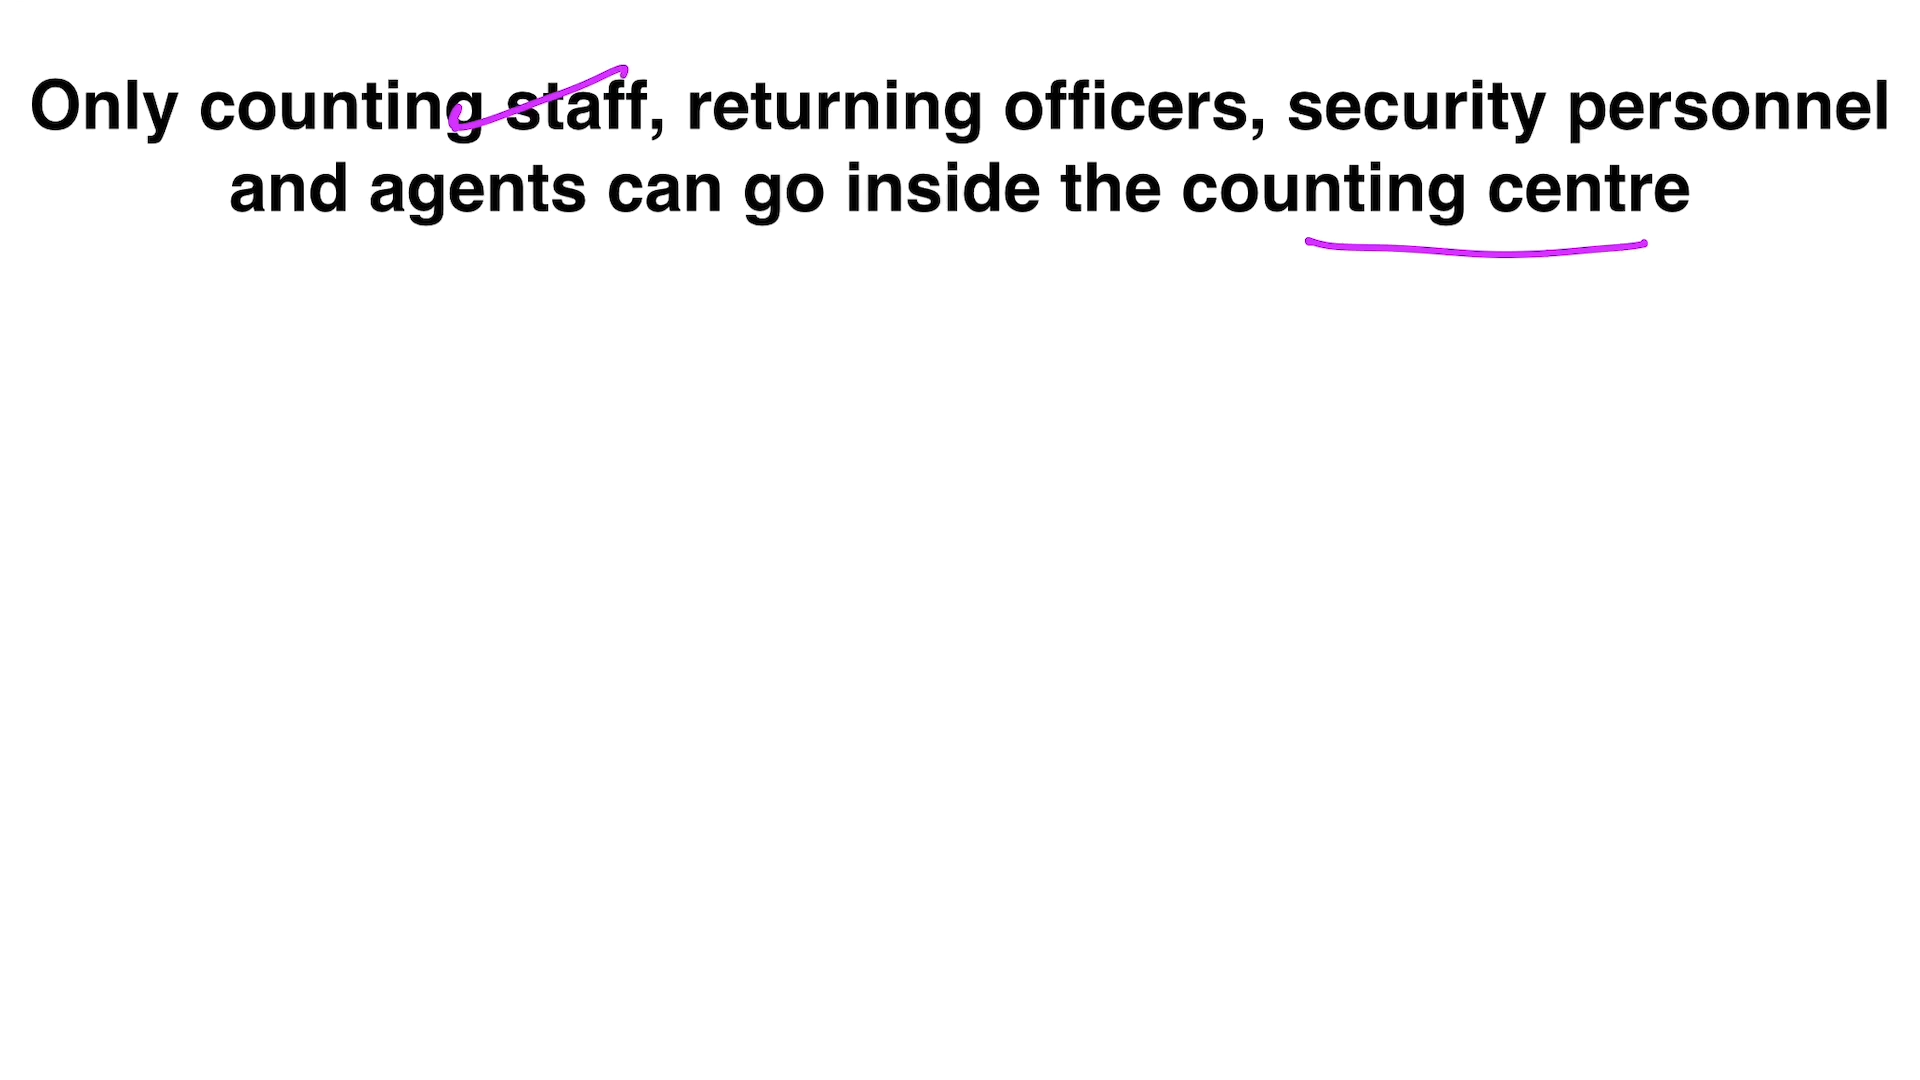 Only counting staff, returning officers, security personnel
and agents can go inside the counting centre